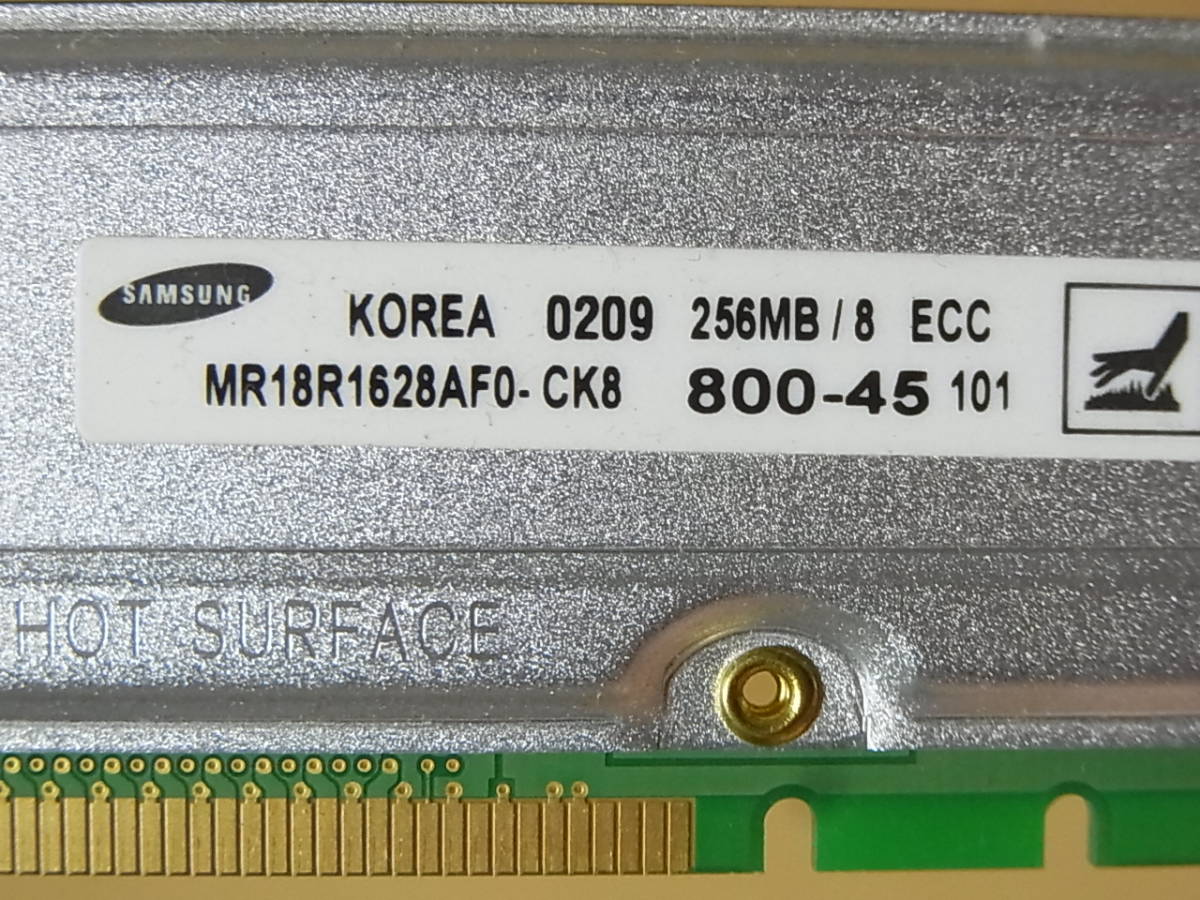 SAMSUNG KOREA 0209 256MB / 8 ECC
MR18R1628AF0-CK8 800-45 101
HOT SURFACE